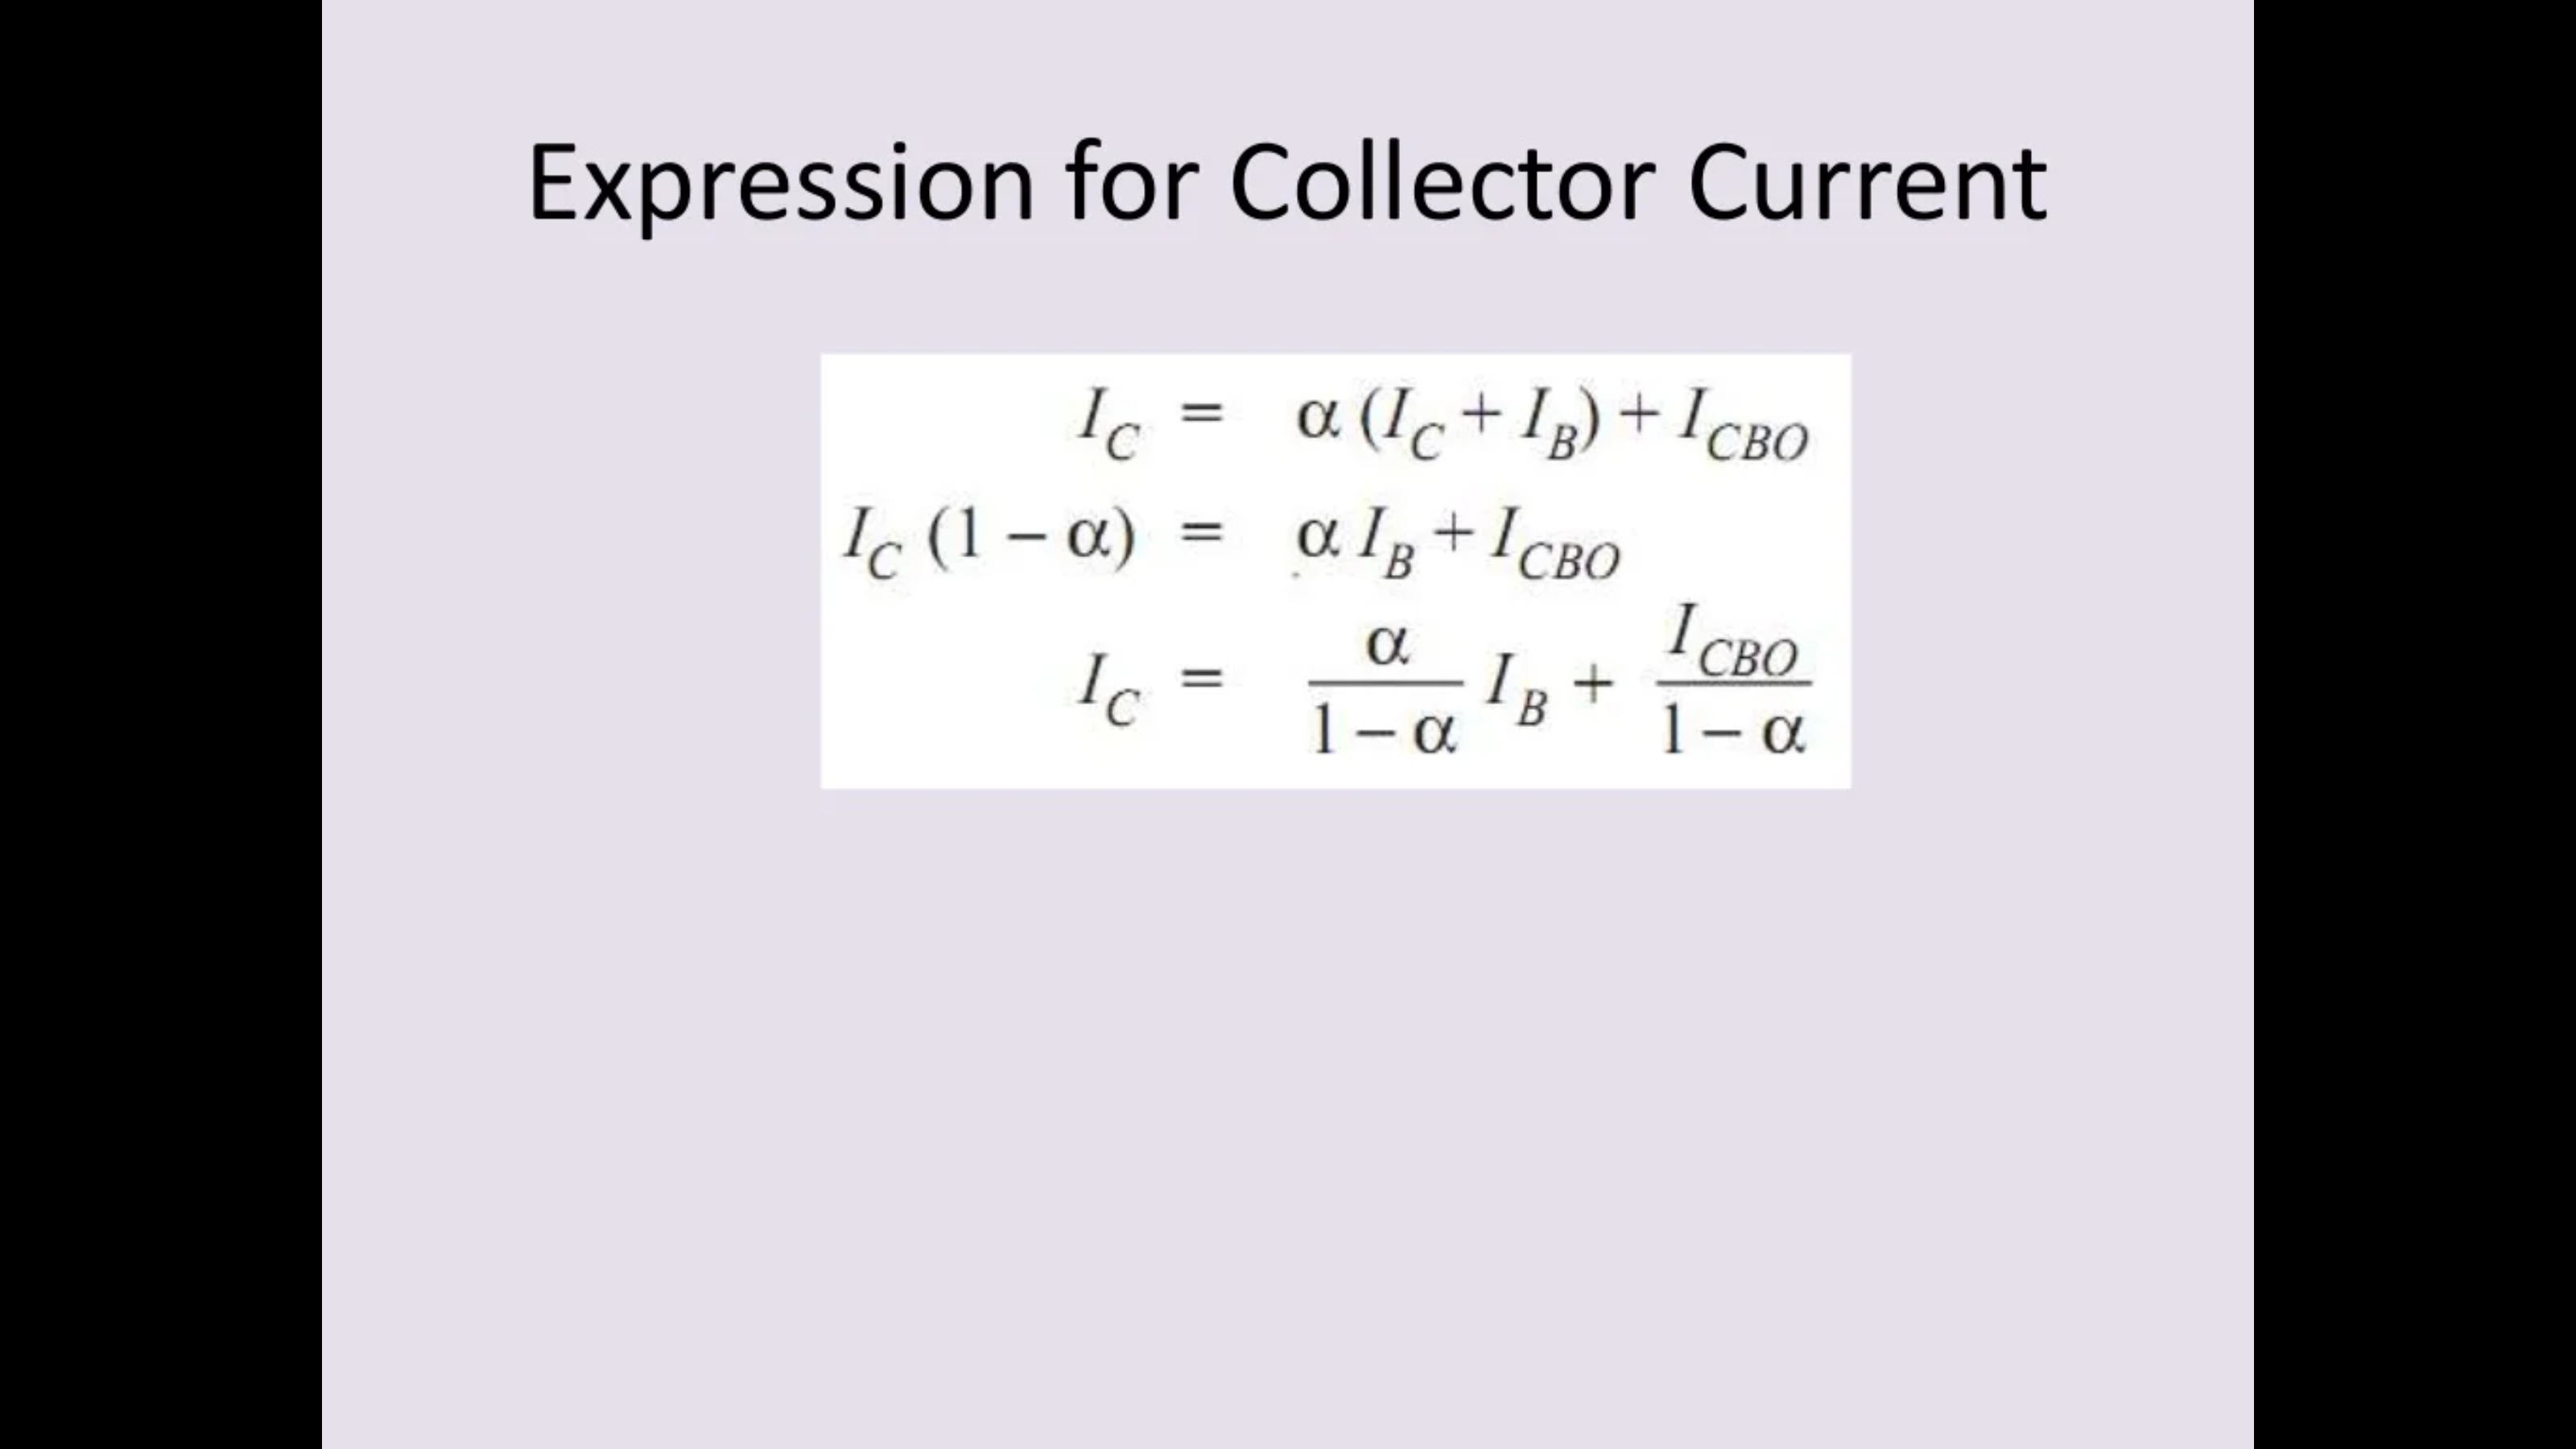 Expression for Collector Current
I_C = α (I_C + I_B) + I_CBO
I_C (1 – α) = α I_B + I_CBO
I_C = α/(1 – α) I_B + I_CBO/(1 – α)